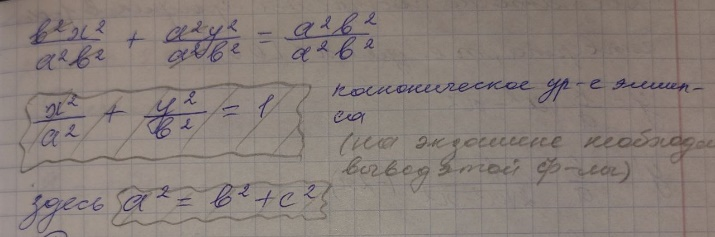 b²x²/a²b² + a²y²/a²b² = a²b²/a²b²
x²/a² + y²/b² = 1
каноническое ур-е эллип-
са
(на экзамене необходи
вывод этой ф-лы)
здесь a² = b² + c²